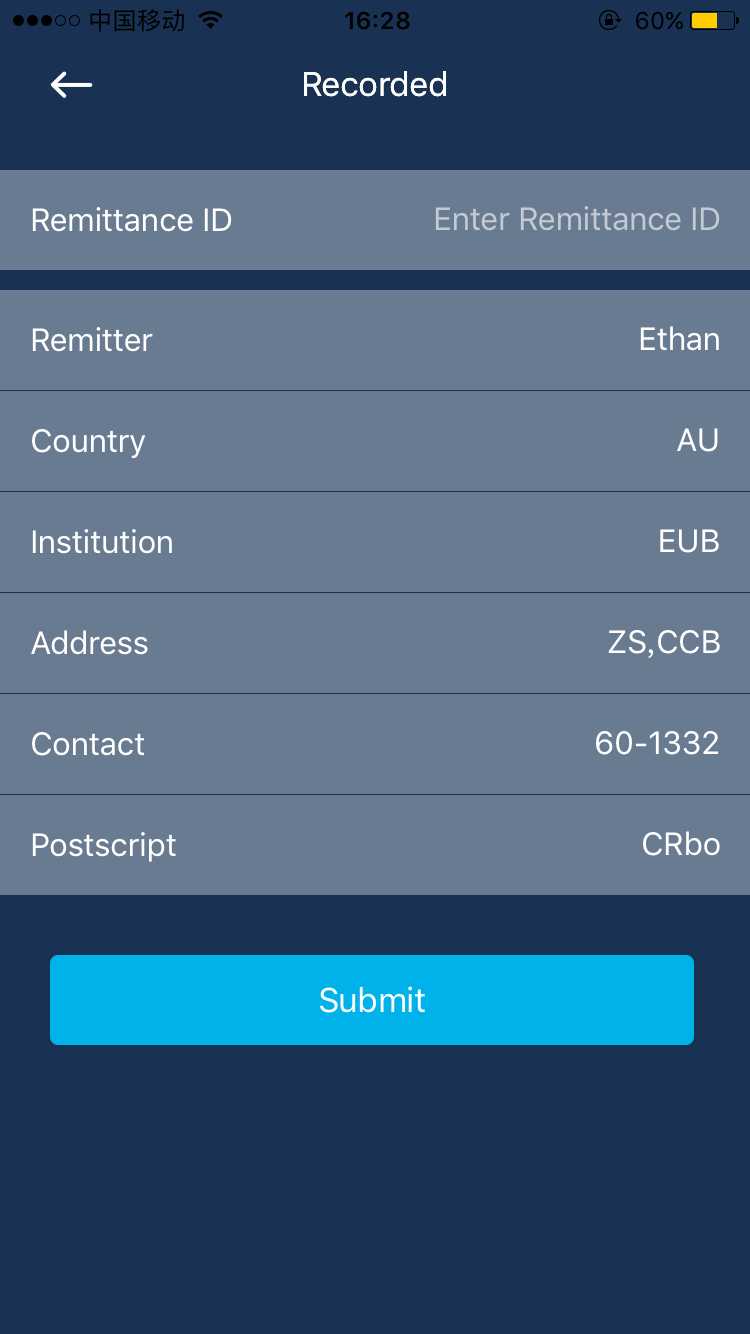 中国移动 16:28 60%
Recorded
Remittance ID Enter Remittance ID
Remitter Ethan
Country AU
Institution EUB
Address ZS,CCB
Contact 60-1332
Postscript CRbo
Submit